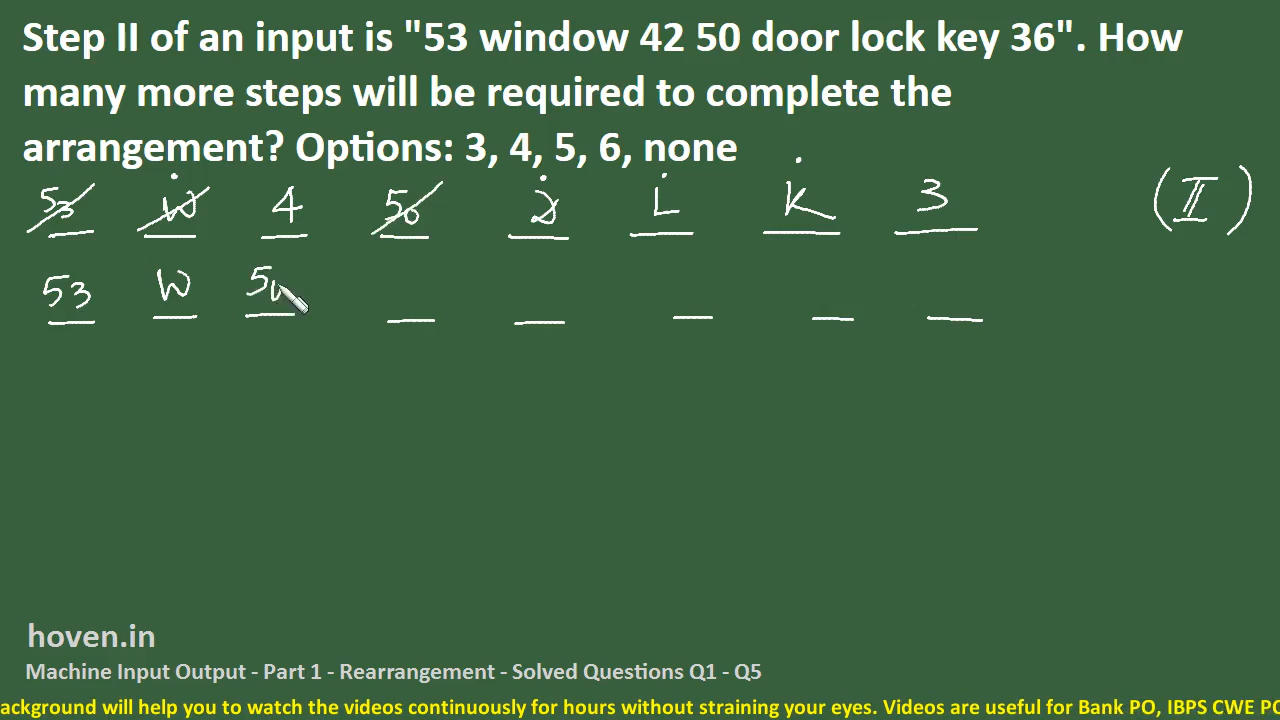 Step II of an input is "53 window 42 50 door lock key 36". How
many more steps will be required to complete the
arrangement? Options: 3, 4, 5, 6, none
53 W 4 50 D L K 3 (II)
53 W 50
hoven.in
Machine Input Output - Part 1 - Rearrangement - Solved Questions Q1 - Q5
ackground will help you to watch the videos continuously for hours without straining your eyes. Videos are useful for Bank PO, IBPS CWE PO